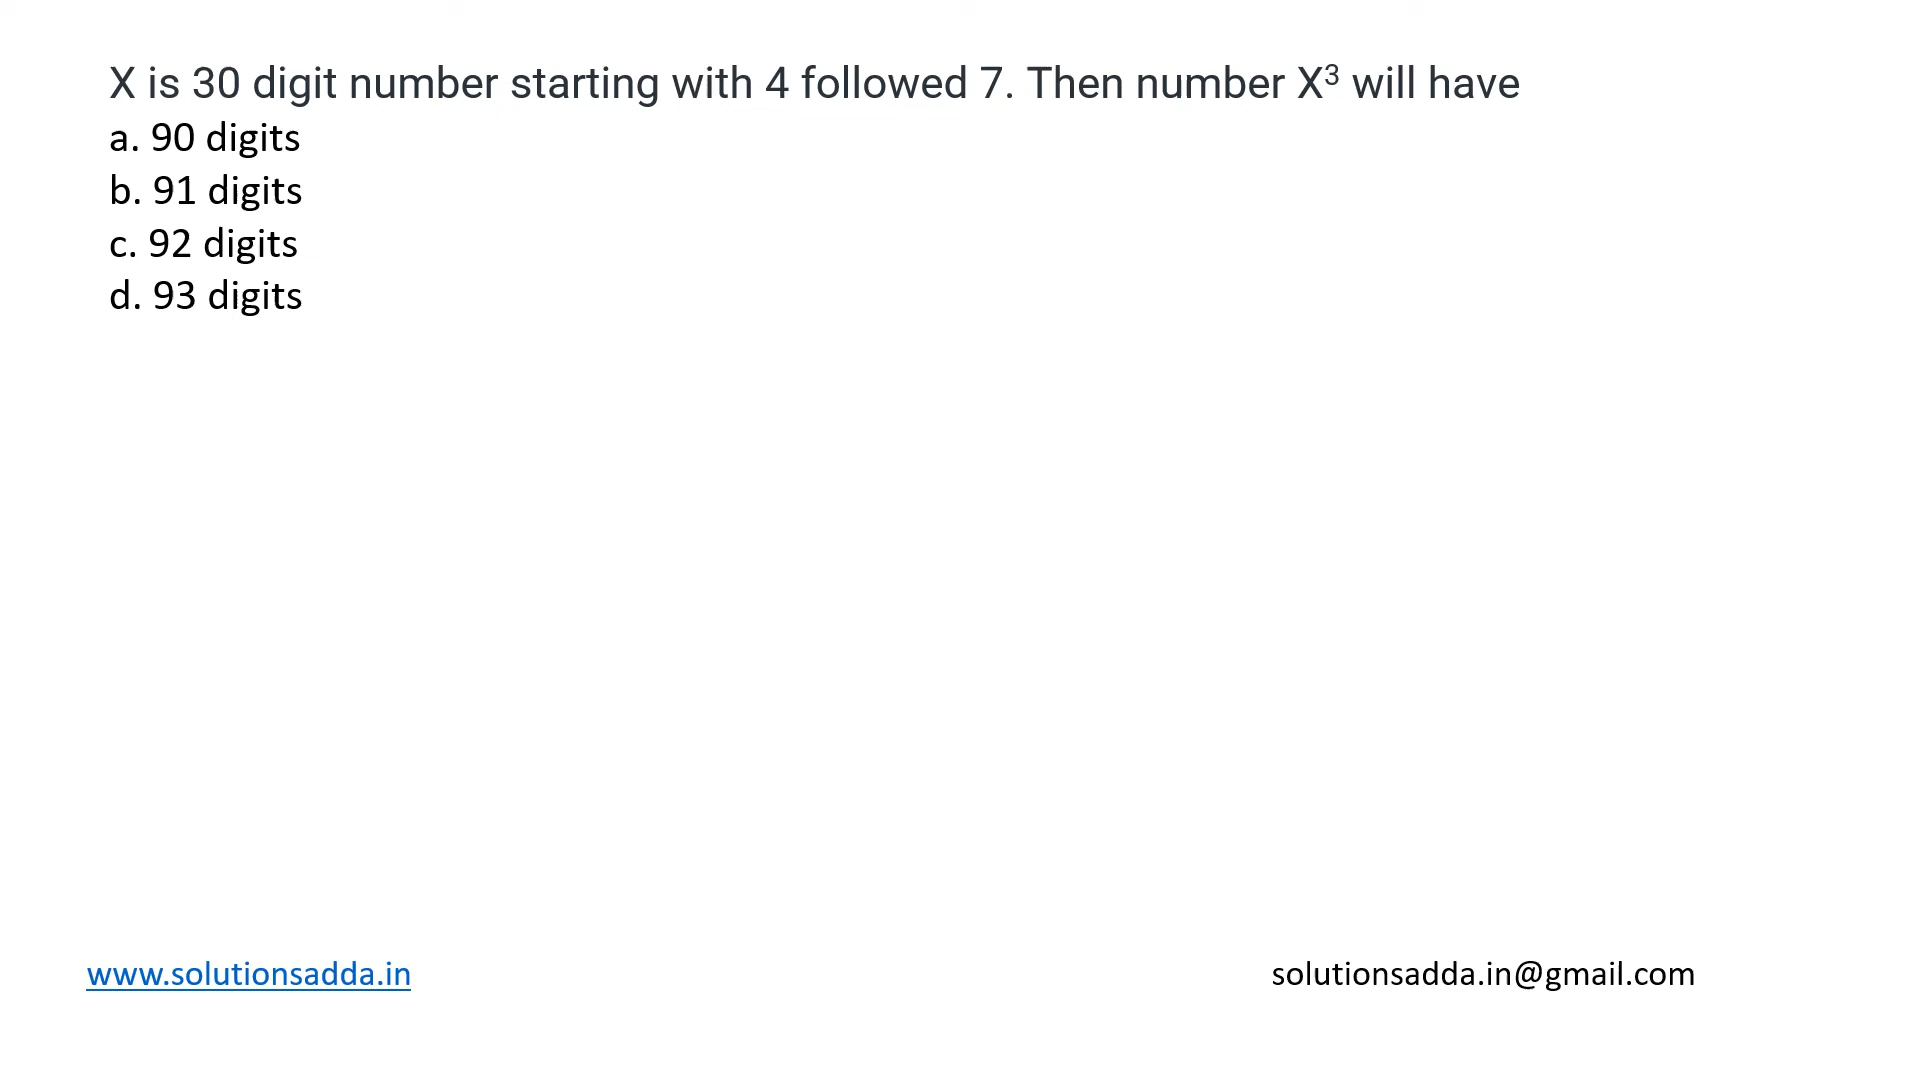 X is 30 digit number starting with 4 followed 7. Then number X³ will have
a. 90 digits
b. 91 digits
c. 92 digits
d. 93 digits
www.solutionsadda.in
solutionsadda.in@gmail.com